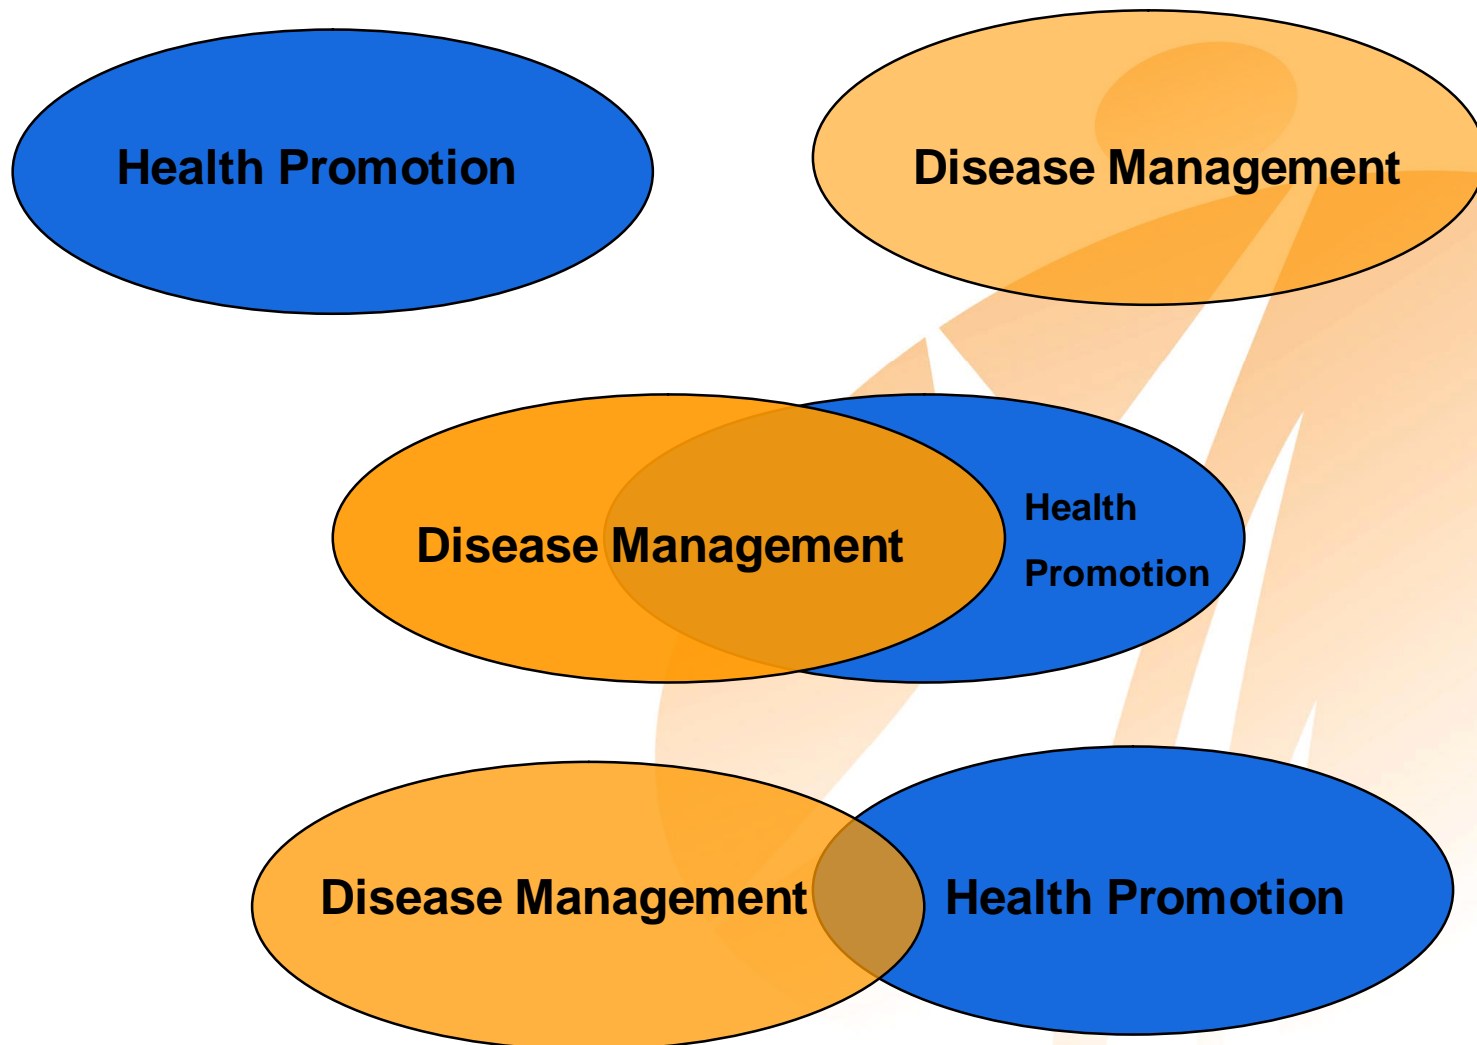 Health Promotion
Disease Management
Disease Management
Health
Promotion
Disease Management
Health Promotion